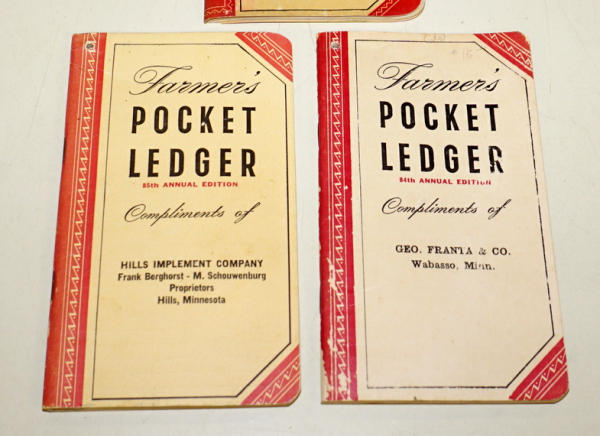 Farmer's
POCKET
LEDGER
85th ANNUAL EDITION
Compliments of
HILLS IMPLEMENT COMPANY
Frank Berghorst - M. Schouwenburg
Proprietors
Hills, Minnesota
Farmer's
POCKET
LEDGER
84th ANNUAL EDITION
Compliments of
GEO. FRANTA & CO.
Wabasso, Minn.